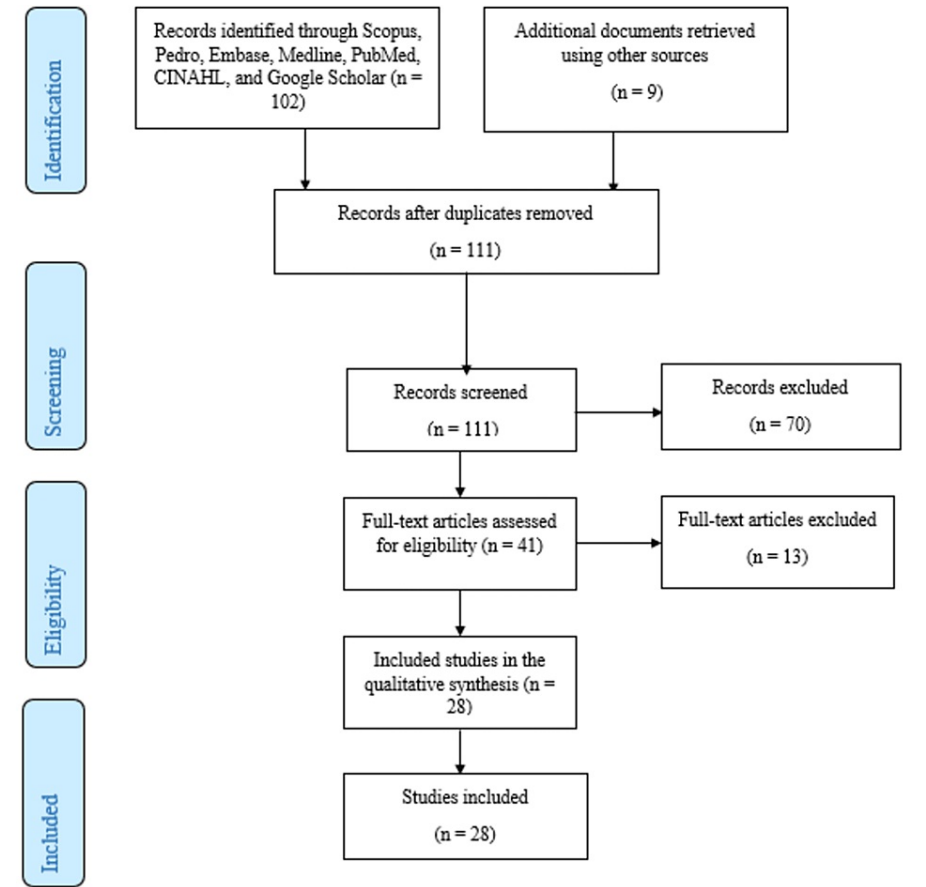 Identification
Records identified through Scopus,
Pedro, Embase, Medline, PubMed,
CINAHL, and Google Scholar (n =
102)
Additional documents retrieved
using other sources
(n = 9)
Records after duplicates removed
(n = 111)
Screening
Records screened
(n = 111)
Records excluded
(n = 70)
Eligibility
Full-text articles assessed
for eligibility (n = 41)
Full-text articles excluded
(n = 13)
Included studies in the
qualitative synthesis (n =
28)
Included
Studies included
(n = 28)